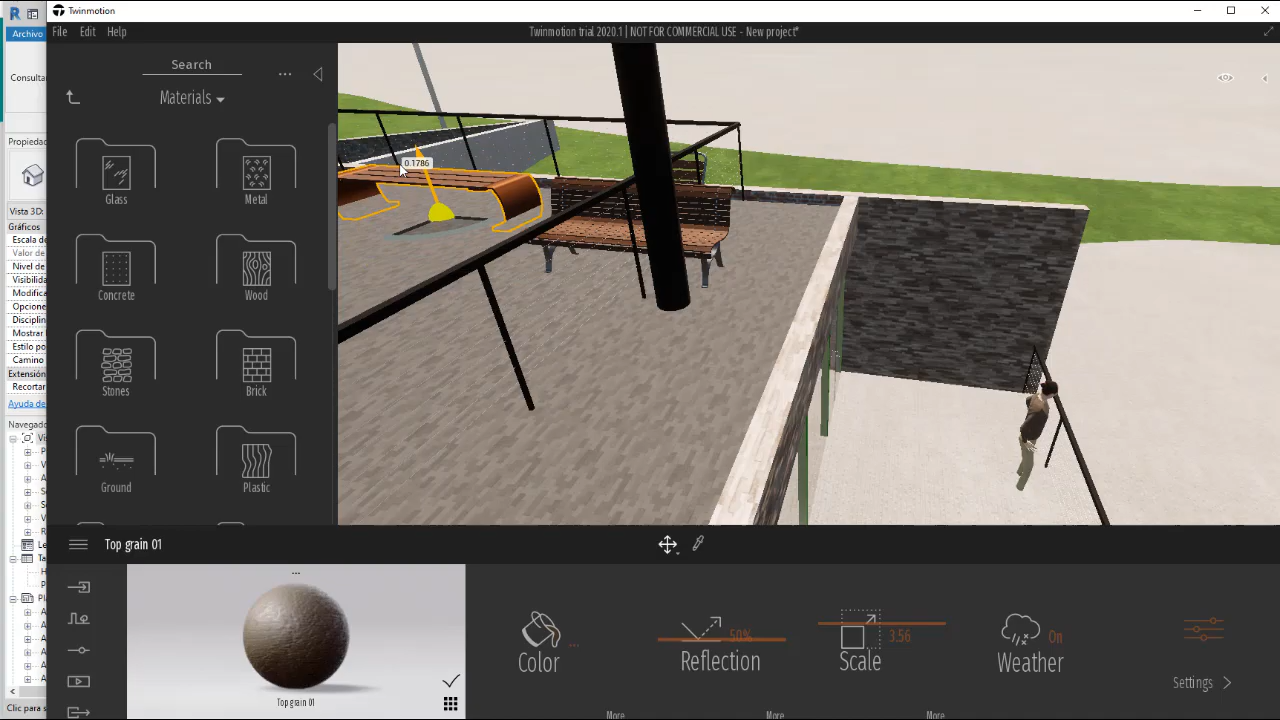 Twinmotion
Archivo
File Edit Help
Twinmotion trial 2020.1 | NOT FOR COMMERCIAL USE - New project*
Search
...
Consultar
Materials
Propiedad
Glass
Metal
0.1786
Vista 3D:
Gráficos
Escala de
Valor de
Nivel de
Visibilida
Modifica
Opcione
Disciplin
Mostrar
Estilo po
Camino
Extensión
Recortar
Ayuda de
Navegado
Concrete
Wood
Stones
Brick
Ground
Plastic
Top grain 01
...
Top grain 01
Color
...
50%
Reflection
3.56
Scale
On
Weather
Settings
More
More
More
Clic para s